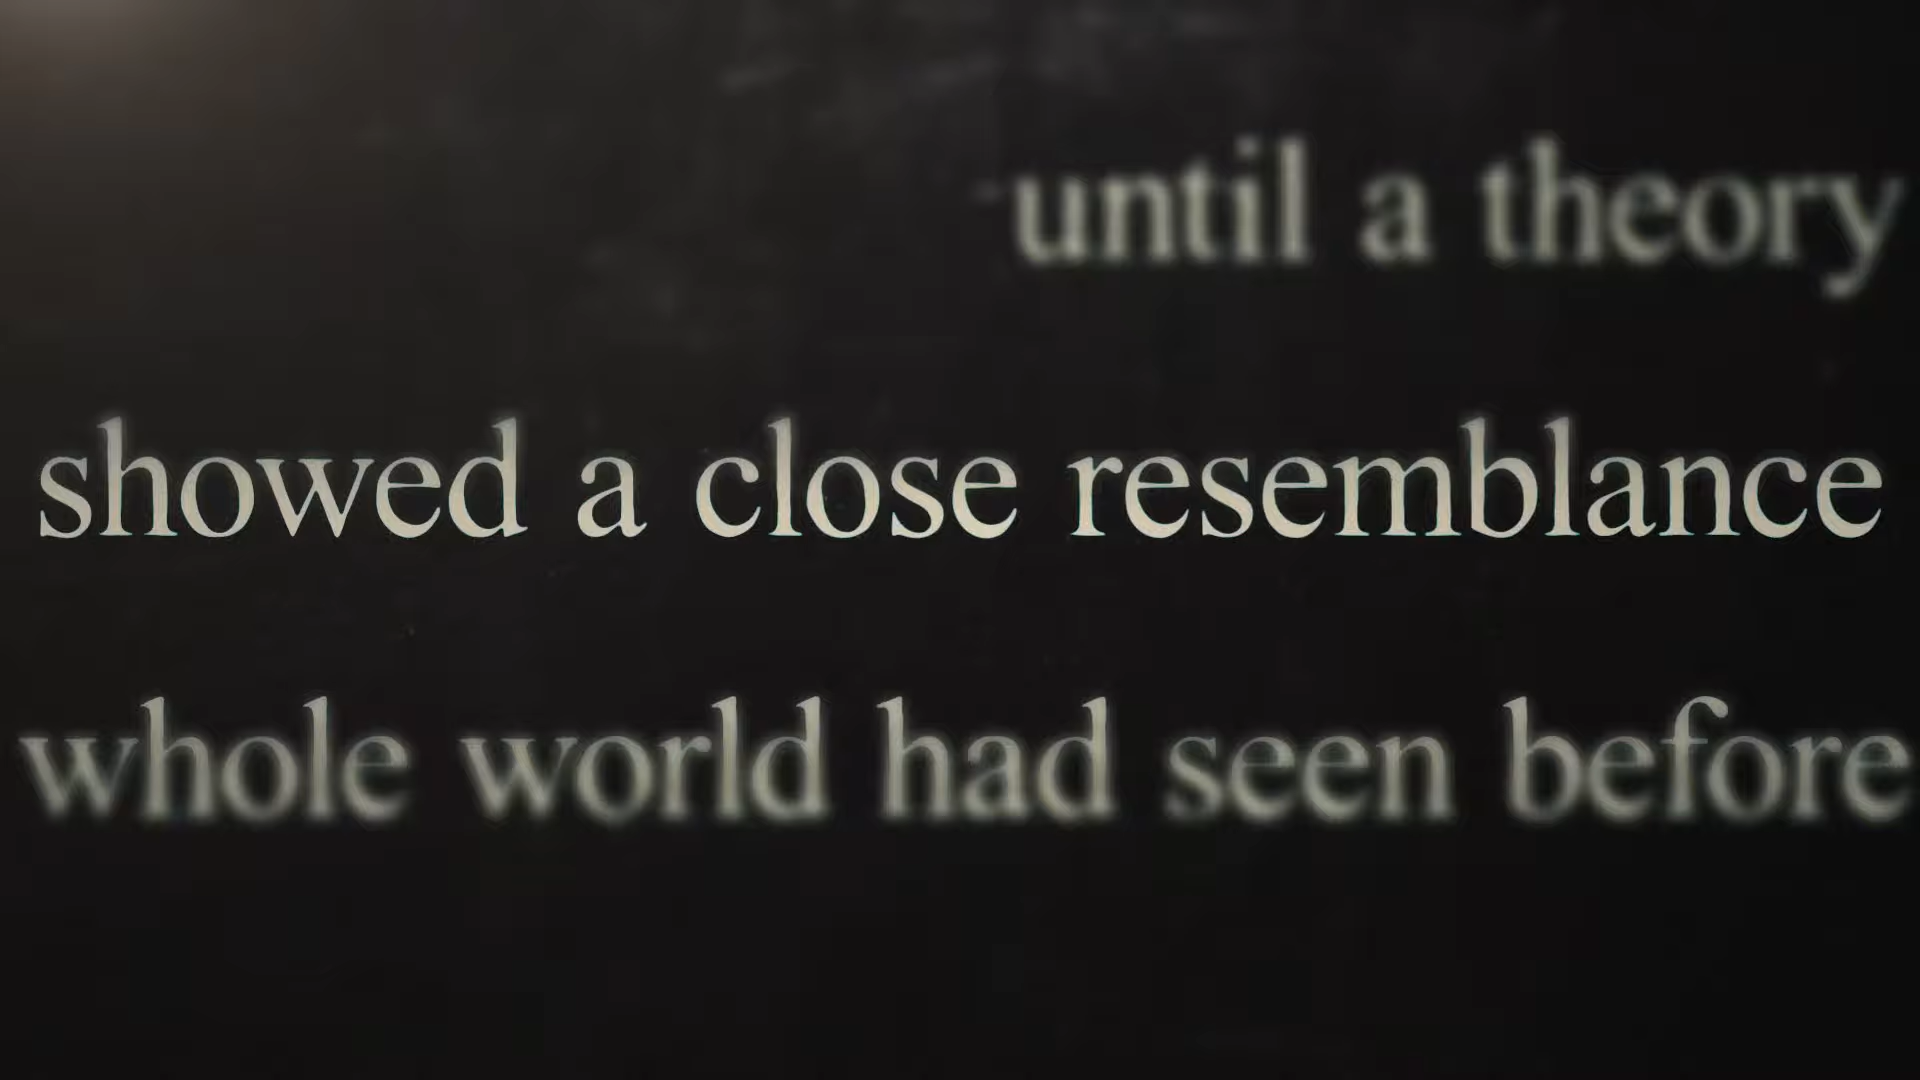 until a theory
showed a close resemblance
whole world had seen before